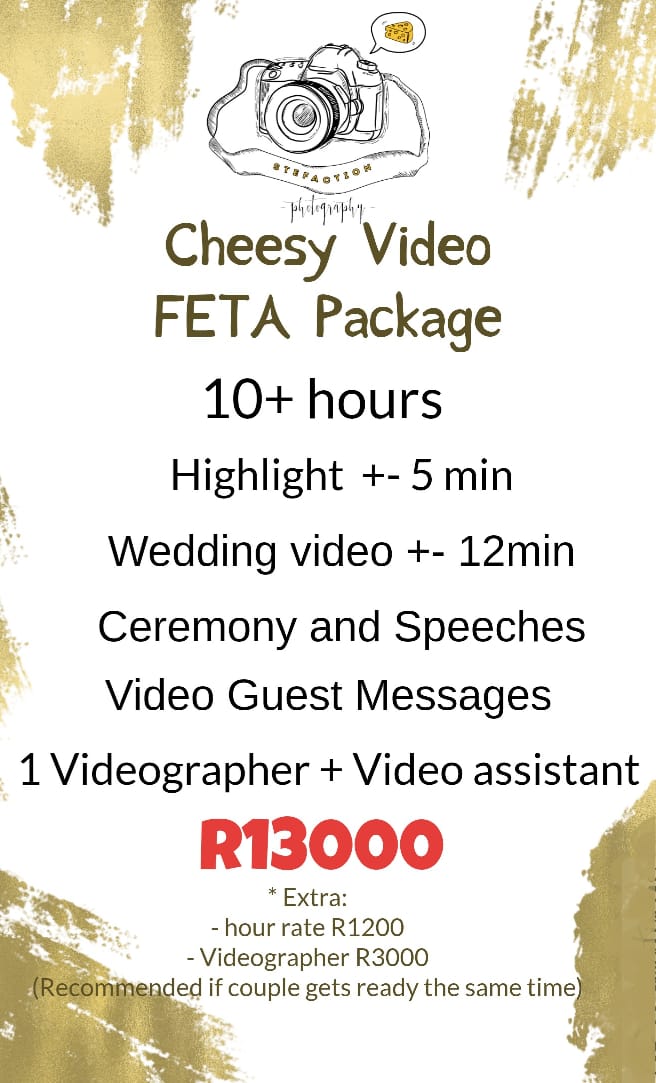 STEFACTION
- photography -
Cheesy Video
FETA Package
10+ hours
Highlight +- 5 min
Wedding video +- 12min
Ceremony and Speeches
Video Guest Messages
1 Videographer + Video assistant
R13000
* Extra:
- hour rate R1200
- Videographer R3000
(Recommended if couple gets ready the same time)